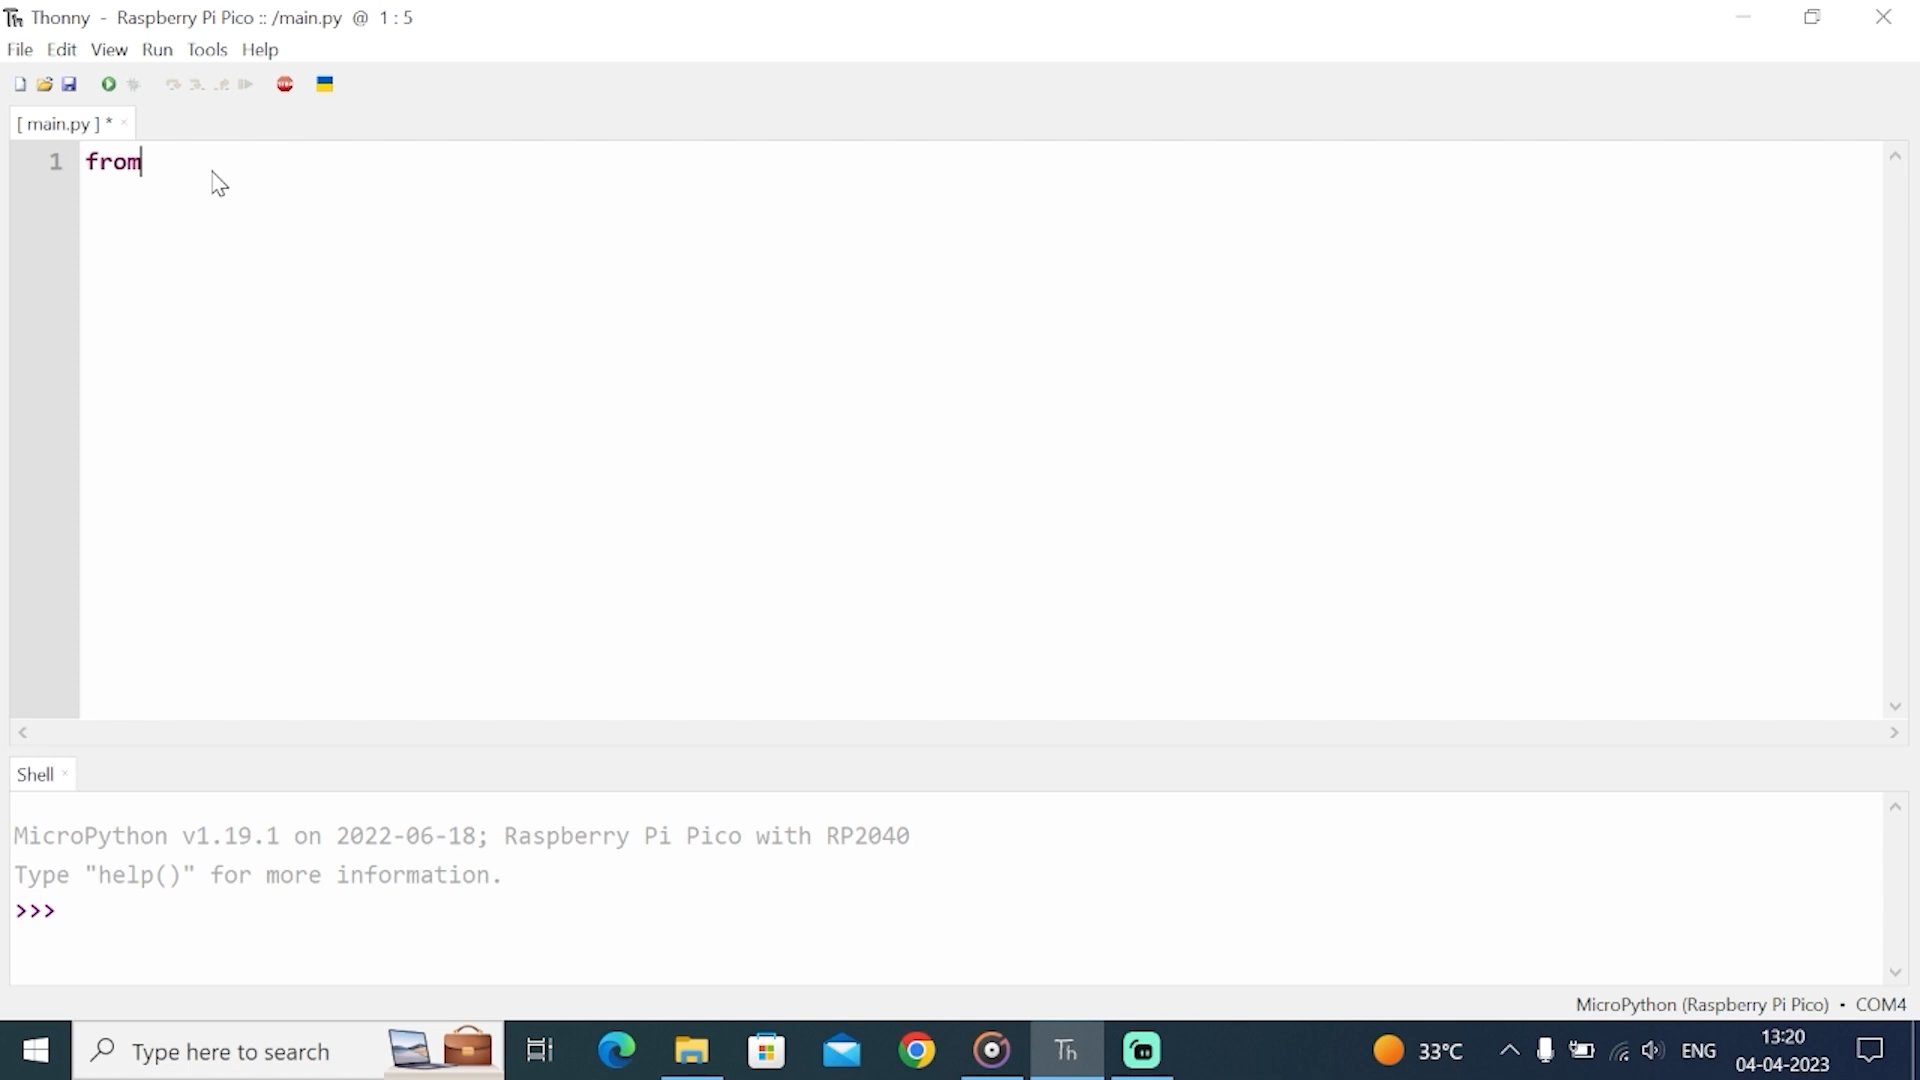 Thonny - Raspberry Pi Pico :: /main.py @ 1 : 5
File Edit View Run Tools Help
[ main.py ] *
1 from
Shell
MicroPython v1.19.1 on 2022-06-18; Raspberry Pi Pico with RP2040
Type "help()" for more information.
>>>
MicroPython (Raspberry Pi Pico) • COM4
Type here to search
Th
33°C
ENG
13:20
04-04-2023